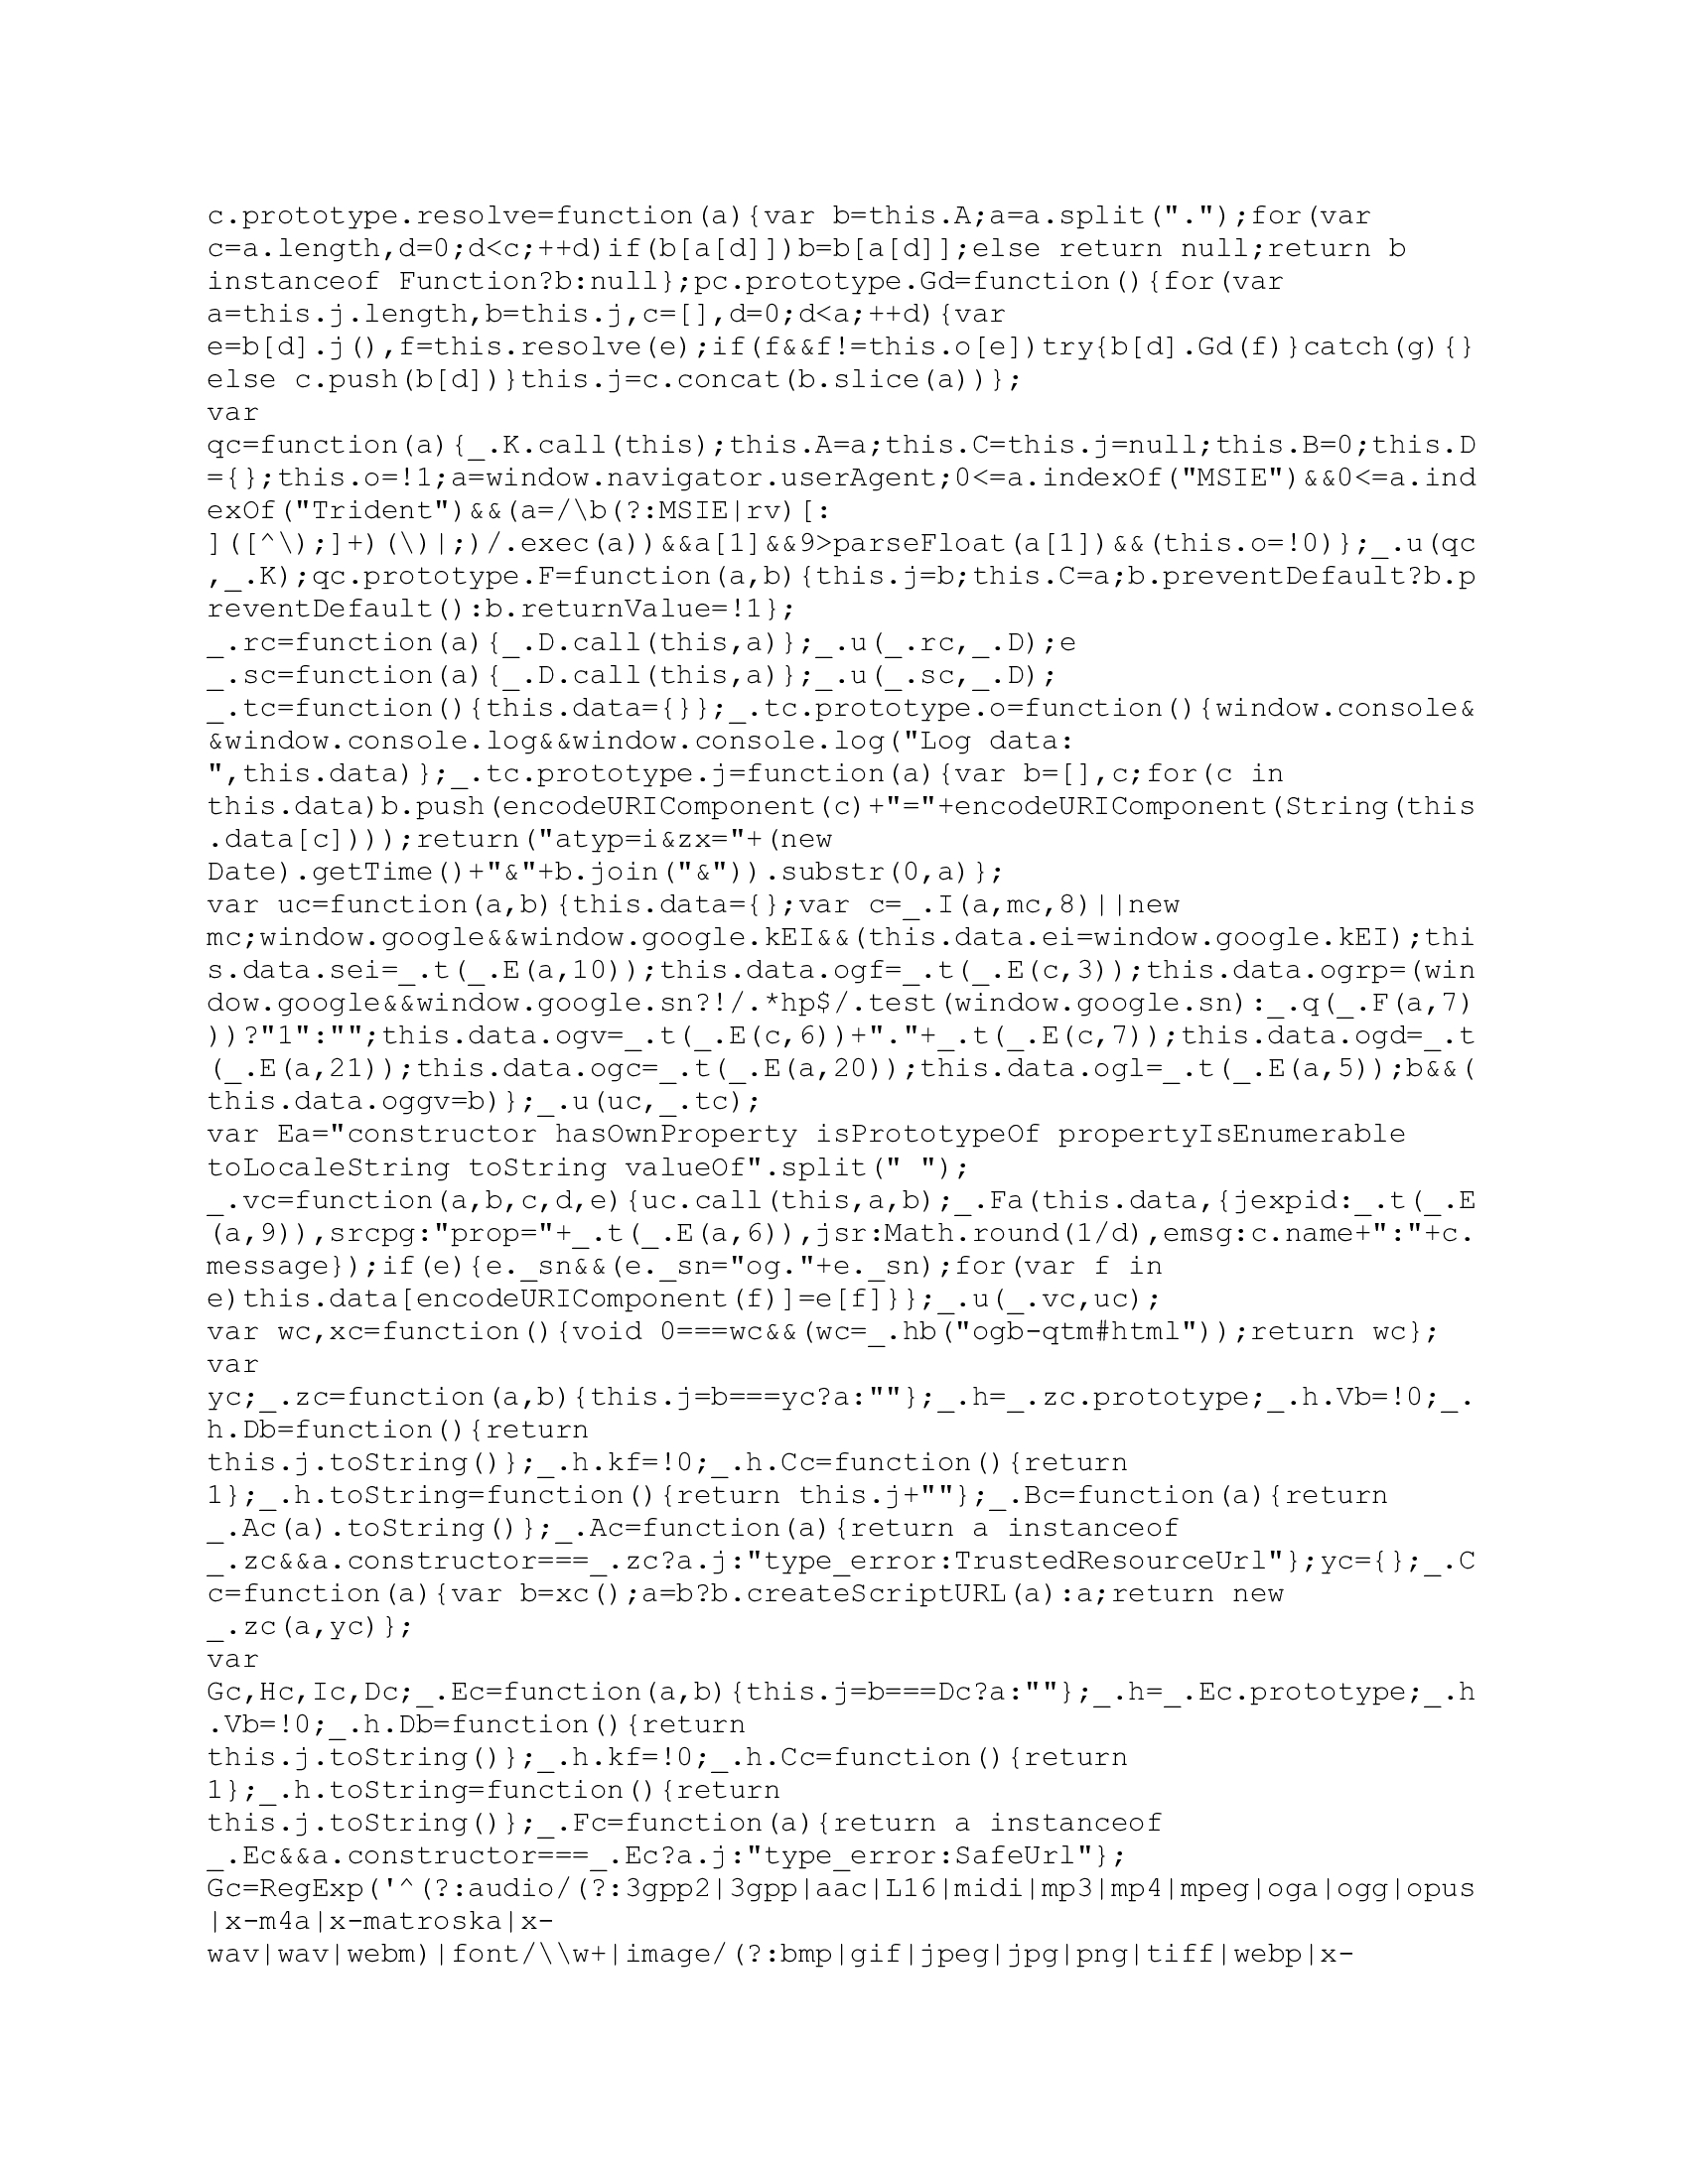 c.prototype.resolve=function(a){var b=this.A;a=a.split(".");for(var
c=a.length,d=0;d<c;++d)if(b[a[d]])b=b[a[d]];else return null;return b
instanceof Function?b:null};pc.prototype.Gd=function(){for(var
a=this.j.length,b=this.j,c=[],d=0;d<a;++d){var
e=b[d].j(),f=this.resolve(e);if(f&&f!=this.o[e])try{b[d].Gd(f)}catch(g){}
else c.push(b[d])}this.j=c.concat(b.slice(a))};
var
qc=function(a){_.K.call(this);this.A=a;this.C=this.j=null;this.B=0;this.D
={};this.o=!1;a=window.navigator.userAgent;0<=a.indexOf("MSIE")&&0<=a.ind
exOf("Trident")&&(a=/\b(?:MSIE|rv)[:
]([^\);]+)(\)|;)/.exec(a))&&a[1]&&9>parseFloat(a[1])&&(this.o=!0)};_.u(qc
,_.K);qc.prototype.F=function(a,b){this.j=b;this.C=a;b.preventDefault?b.p
reventDefault():b.returnValue=!1};
_.rc=function(a){_.D.call(this,a)};_.u(_.rc,_.D);e
_.sc=function(a){_.D.call(this,a)};_.u(_.sc,_.D);
_.tc=function(){this.data={}};_.tc.prototype.o=function(){window.console&
&window.console.log&&window.console.log("Log data:
",this.data)};_.tc.prototype.j=function(a){var b=[],c;for(c in
this.data)b.push(encodeURIComponent(c)+"="+encodeURIComponent(String(this
.data[c])));return("atyp=i&zx="+(new
Date).getTime()+"&"+b.join("&")).substr(0,a)};
var uc=function(a,b){this.data={};var c=_.I(a,mc,8)||new
mc;window.google&&window.google.kEI&&(this.data.ei=window.google.kEI);thi
s.data.sei=_.t(_.E(a,10));this.data.ogf=_.t(_.E(c,3));this.data.ogrp=(win
dow.google&&window.google.sn?!/.*hp$/.test(window.google.sn):_.q(_.F(a,7)
))?"1":"";this.data.ogv=_.t(_.E(c,6))+"."+_.t(_.E(c,7));this.data.ogd=_.t
(_.E(a,21));this.data.ogc=_.t(_.E(a,20));this.data.ogl=_.t(_.E(a,5));b&&(
this.data.oggv=b)};_.u(uc,_.tc);
var Ea="constructor hasOwnProperty isPrototypeOf propertyIsEnumerable
toLocaleString toString valueOf".split(" ");
_.vc=function(a,b,c,d,e){uc.call(this,a,b);_.Fa(this.data,{jexpid:_.t(_.E
(a,9)),srcpg:"prop="+_.t(_.E(a,6)),jsr:Math.round(1/d),emsg:c.name+":"+c.
message});if(e){e._sn&&(e._sn="og."+e._sn);for(var f in
e)this.data[encodeURIComponent(f)]=e[f]}};_.u(_.vc,uc);
var wc,xc=function(){void 0===wc&&(wc=_.hb("ogb-qtm#html"));return wc};
var
yc;_.zc=function(a,b){this.j=b===yc?a:""};_.h=_.zc.prototype;_.h.Vb=!0;_.
h.Db=function(){return
this.j.toString()};_.h.kf=!0;_.h.Cc=function(){return
1};_.h.toString=function(){return this.j+""};_.Bc=function(a){return
_.Ac(a).toString()};_.Ac=function(a){return a instanceof
_.zc&&a.constructor===_.zc?a.j:"type_error:TrustedResourceUrl"};yc={};_.C
c=function(a){var b=xc();a=b?b.createScriptURL(a):a;return new
_.zc(a,yc)};
var
Gc,Hc,Ic,Dc;_.Ec=function(a,b){this.j=b===Dc?a:""};_.h=_.Ec.prototype;_.h
.Vb=!0;_.h.Db=function(){return
this.j.toString()};_.h.kf=!0;_.h.Cc=function(){return
1};_.h.toString=function(){return
this.j.toString()};_.Fc=function(a){return a instanceof
_.Ec&&a.constructor===_.Ec?a.j:"type_error:SafeUrl"};
Gc=RegExp('^(?:audio/(?:3gpp2|3gpp|aac|L16|midi|mp3|mp4|mpeg|oga|ogg|opus
|x-m4a|x-matroska|x-
wav|wav|webm)|font/\\w+|image/(?:bmp|gif|jpeg|jpg|png|tiff|webp|x-